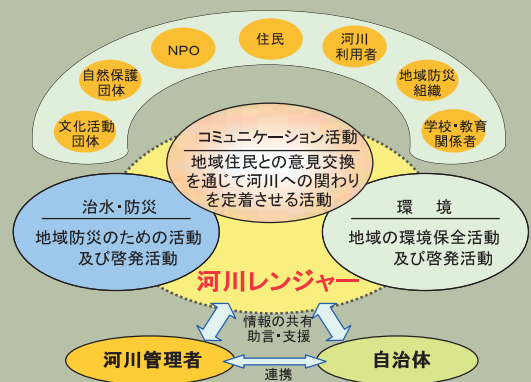 NPO
住民
河川
利用者
自然保護
団体
地域防災
組織
文化活動
団体
学校・教育
関係者
コミュニケーション活動
地域住民との意見交換
を通じて河川への関わり
を定着させる活動
治水・防災
地域防災のための活動
及び啓発活動
環　境
地域の環境保全活動
及び啓発活動
河川レンジャー
情報の共有
助言・支援
河川管理者
連携
自治体